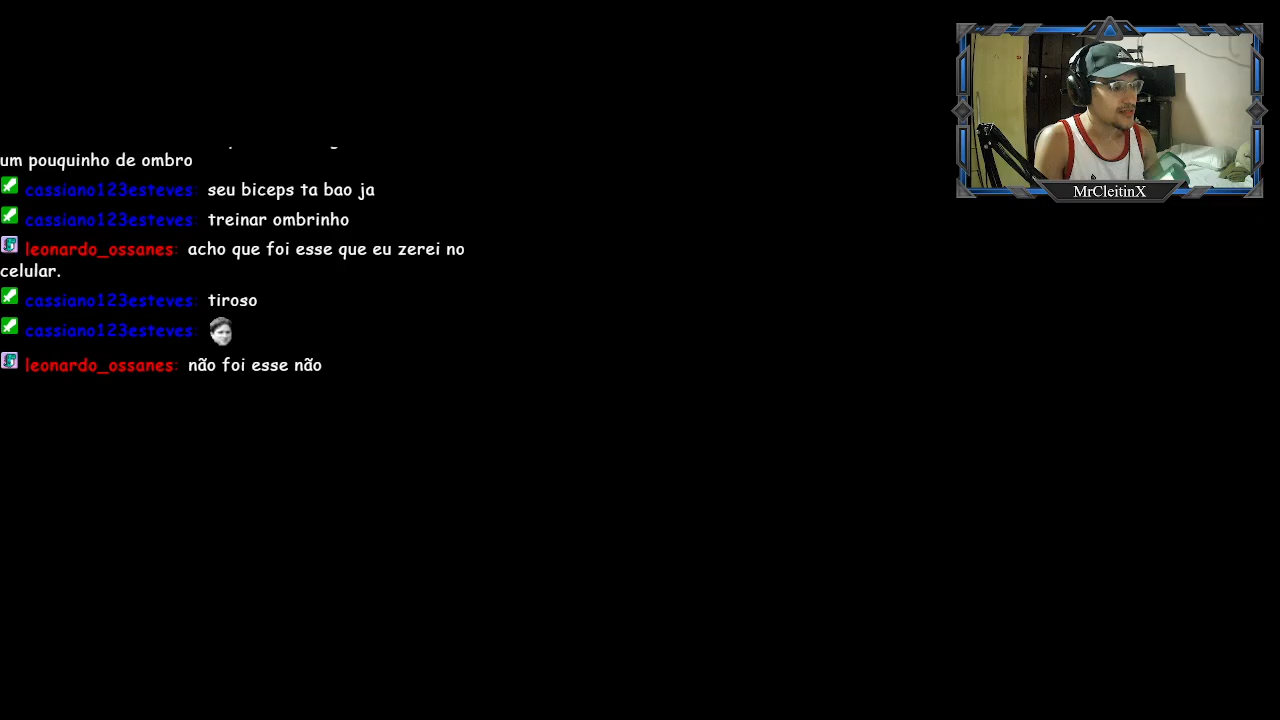 um pouquinho de ombro
cassiano123esteves: seu biceps ta bao ja
cassiano123esteves: treinar ombrinho
leonardo_ossanes: acho que foi esse que eu zerei no
celular.
cassiano123esteves: tiroso
cassiano123esteves:
leonardo_ossanes: não foi esse não
MrCleitinX